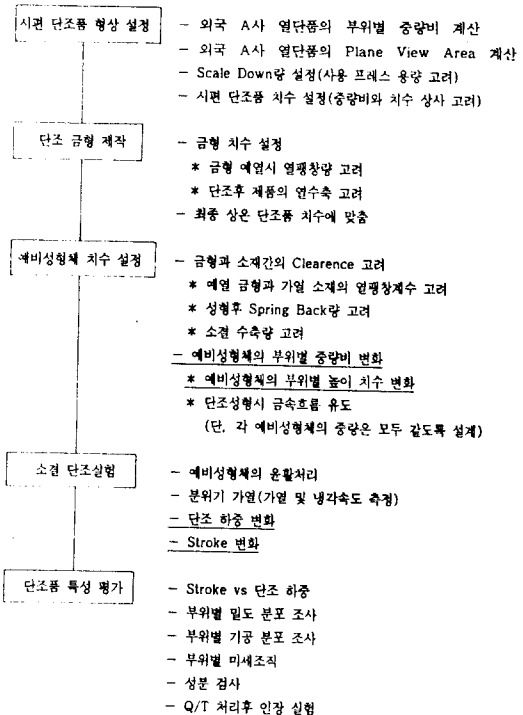 시편 단조품 형상 설정
- 외국 A사 열단품의 부위별 중량비 계산
- 외국 A사 열단품의 Plane View Area 계산
- Scale Down량 설정(사용 프레스 용량 고려)
- 시편 단조품 치수 설정(중량비와 치수 상사 고려)
단조 금형 제작
- 금형 치수 설정
* 금형 예열시 열팽창량 고려
* 단조후 제품의 열수축 고려
- 최종 상온 단조품 치수에 맞춤
예비성형체 치수 설정
- 금형과 소재간의 Clearence 고려
* 예열 금형과 가열 소재의 열팽창계수 고려
* 성형후 Spring Back량 고려
* 소결 수축량 고려
- 예비성형체의 부위별 중량비 변화
* 예비성형체의 부위별 높이 치수 변화
* 단조성형시 금속흐름 유도
(단, 각 예비성형체의 중량은 모두 같도록 설계)
소결 단조실험
- 예비성형체의 윤활처리
- 분위기 가열(가열 및 냉각속도 측정)
- 단조 하중 변화
- Stroke 변화
단조품 특성 평가
- Stroke vs 단조 하중
- 부위별 밀도 분포 조사
- 부위별 기공 분포 조사
- 부위별 미세조직
- 성분 검사
- Q/T 처리후 인장 실험